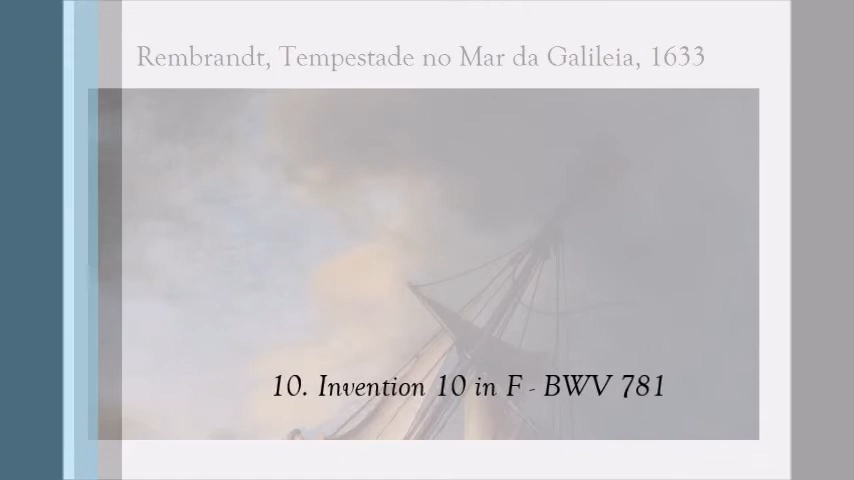 Rembrandt, Tempestade no Mar da Galileia, 1633
10. Invention 10 in F - BWV 781